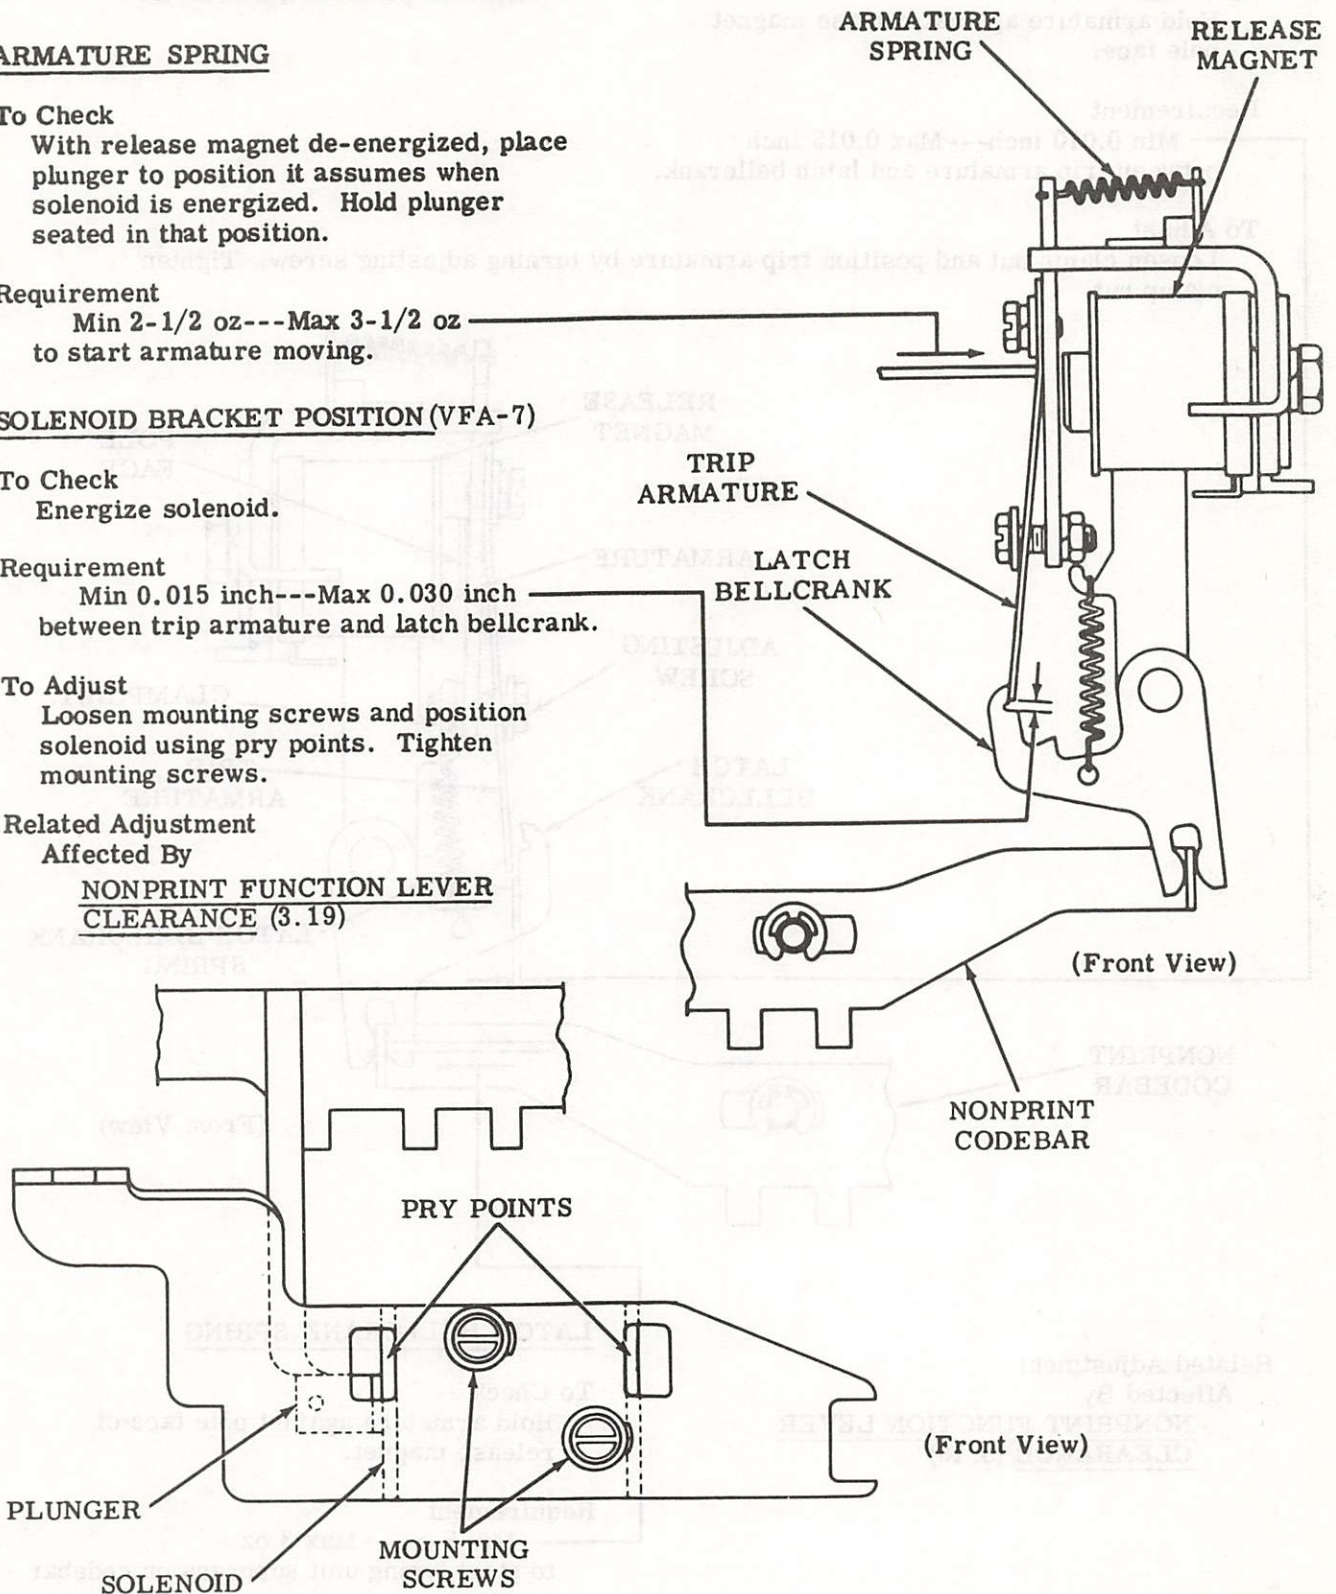 ARMATURE SPRING
To Check
With release magnet de-energized, place
plunger to position it assumes when
solenoid is energized. Hold plunger
seated in that position.
Requirement
Min 2-1/2 oz---Max 3-1/2 oz
to start armature moving.
SOLENOID BRACKET POSITION (VFA-7)
To Check
Energize solenoid.
Requirement
Min 0.015 inch---Max 0.030 inch
between trip armature and latch bellcrank.
To Adjust
Loosen mounting screws and position
solenoid using pry points. Tighten
mounting screws.
Related Adjustment
Affected By
NONPRINT FUNCTION LEVER
CLEARANCE (3.19)
ARMATURE
SPRING
RELEASE
MAGNET
TRIP
ARMATURE
LATCH
BELLCRANK
(Front View)
NONPRINT
CODEBAR
PRY POINTS
(Front View)
PLUNGER
SOLENOID
MOUNTING
SCREWS